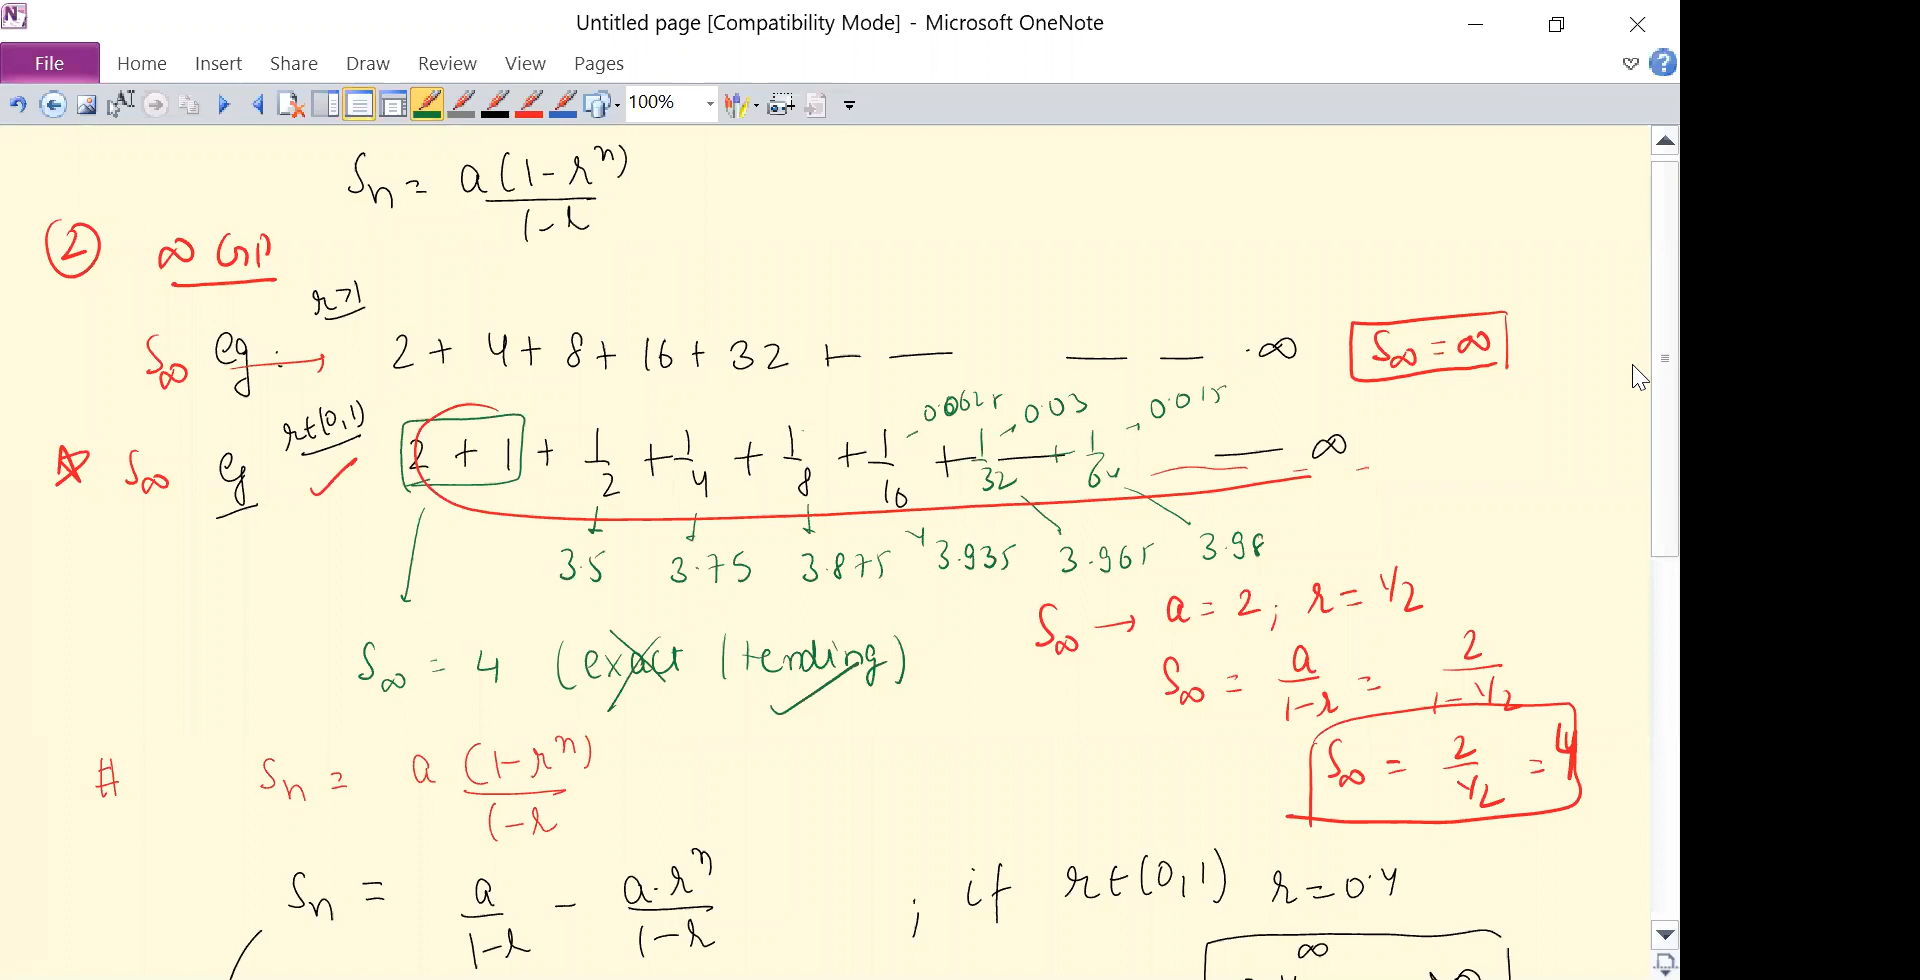 Untitled page [Compatibility Mode] - Microsoft OneNote
File Home Insert Share Draw Review View Pages
100%
Sn = a(1-r^n)/(1-r)
② ∞ GP
r>1
S∞ eg. 2 + 4 + 8 + 16 + 32 + — — — ∞ S∞ = ∞
r∈(0,1) 0.0625 0.03 0.015
S∞ eg 2 + 1 + 1/2 + 1/4 + 1/8 + 1/16 + 1/32 + 1/64 — ∞
3.5 3.75 3.875 3.935 3.965 3.98
S∞ → a = 2; r = 1/2
S∞ = 4 (exact / tending)
S∞ = a/(1-r) = 2/(1-1/2)
S∞ = 2/(1/2) = 4
# Sn = a (1-r^n)/(1-r)
Sn = a/(1-r) - a.r^n/(1-r) ; if r∈(0,1) r=0.4
∞